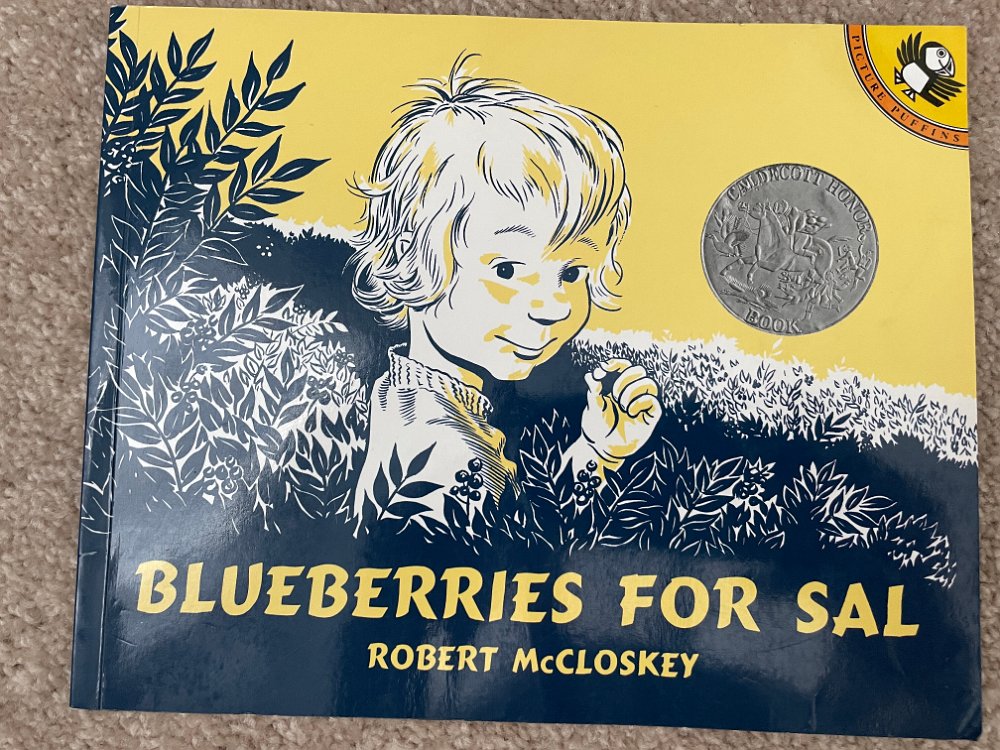 PICTURE PUFFINS
CALDECOTT HONOR
BOOK
BLUEBERRIES FOR SAL
ROBERT McCLOSKEY